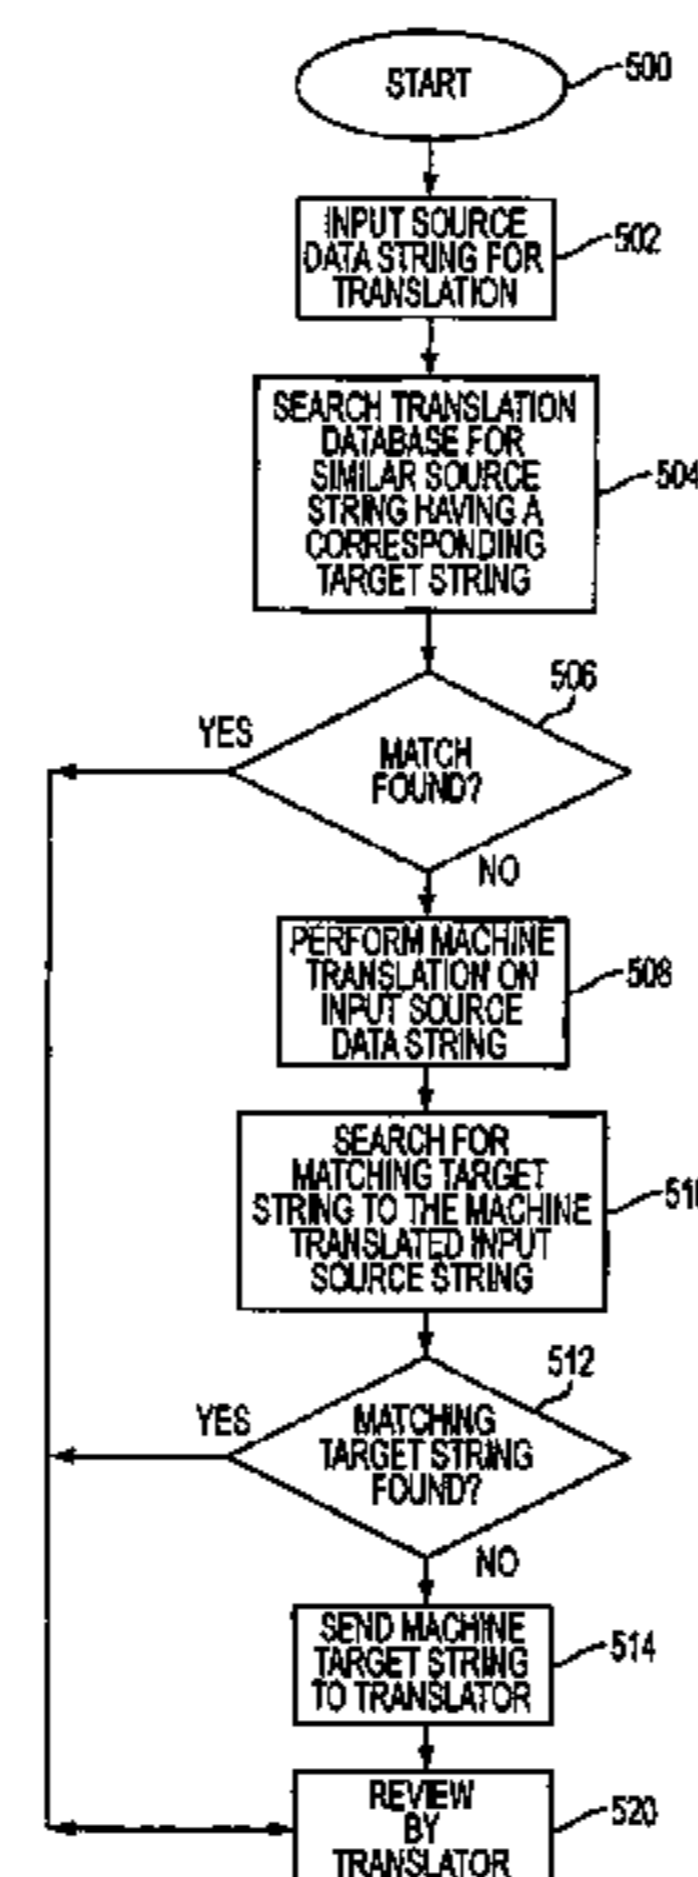 START
500
INPUT SOURCE
DATA STRING FOR
TRANSLATION
502
SEARCH TRANSLATION
DATABASE FOR
SIMILAR SOURCE
STRING HAVING A
CORRESPONDING
TARGET STRING
504
506
YES
MATCH
FOUND?
NO
PERFORM MACHINE
TRANSLATION ON
INPUT SOURCE
DATA STRING
508
SEARCH FOR
MATCHING TARGET
STRING TO THE MACHINE
TRANSLATED INPUT
SOURCE STRING
512
YES
MATCHING
TARGET STRING
FOUND?
NO
SEND MACHINE
TARGET STRING
TO TRANSLATOR
514
REVIEW
BY
TRANSLATOR
520